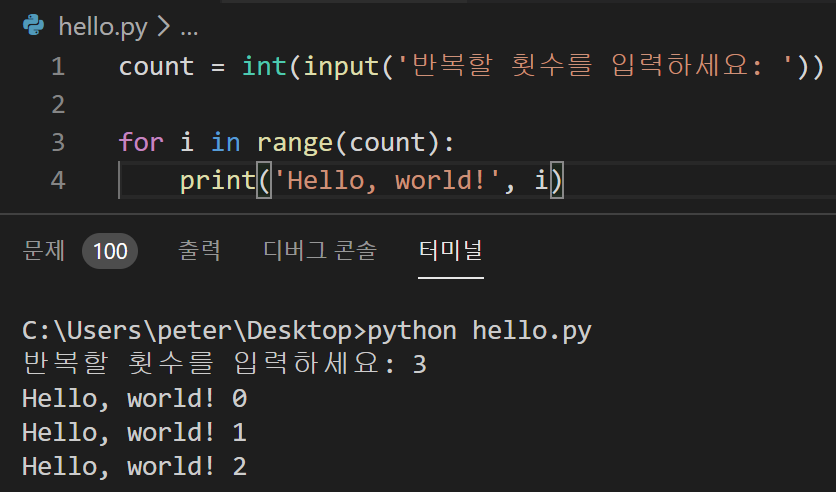 hello.py > ...
1 count = int(input('반복할 횟수를 입력하세요: '))
2
3 for i in range(count):
4     print('Hello, world!', i)
문제 100 출력 디버그 콘솔 터미널
C:\Users\peter\Desktop>python hello.py
반복할 횟수를 입력하세요: 3
Hello, world! 0
Hello, world! 1
Hello, world! 2